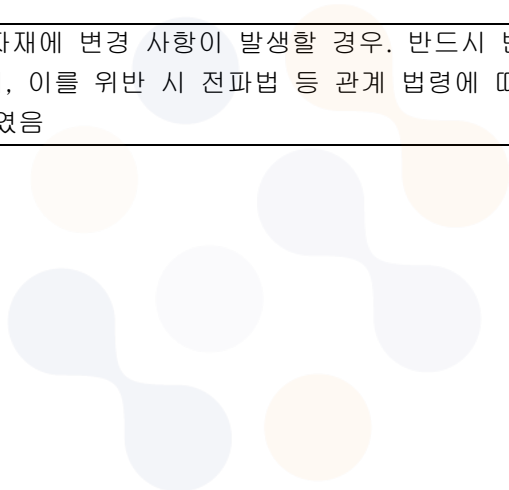 자재에 변경 사항이 발생할 경우. 반드시
, 이를 위반 시 전파법 등 관계 법령에
였음